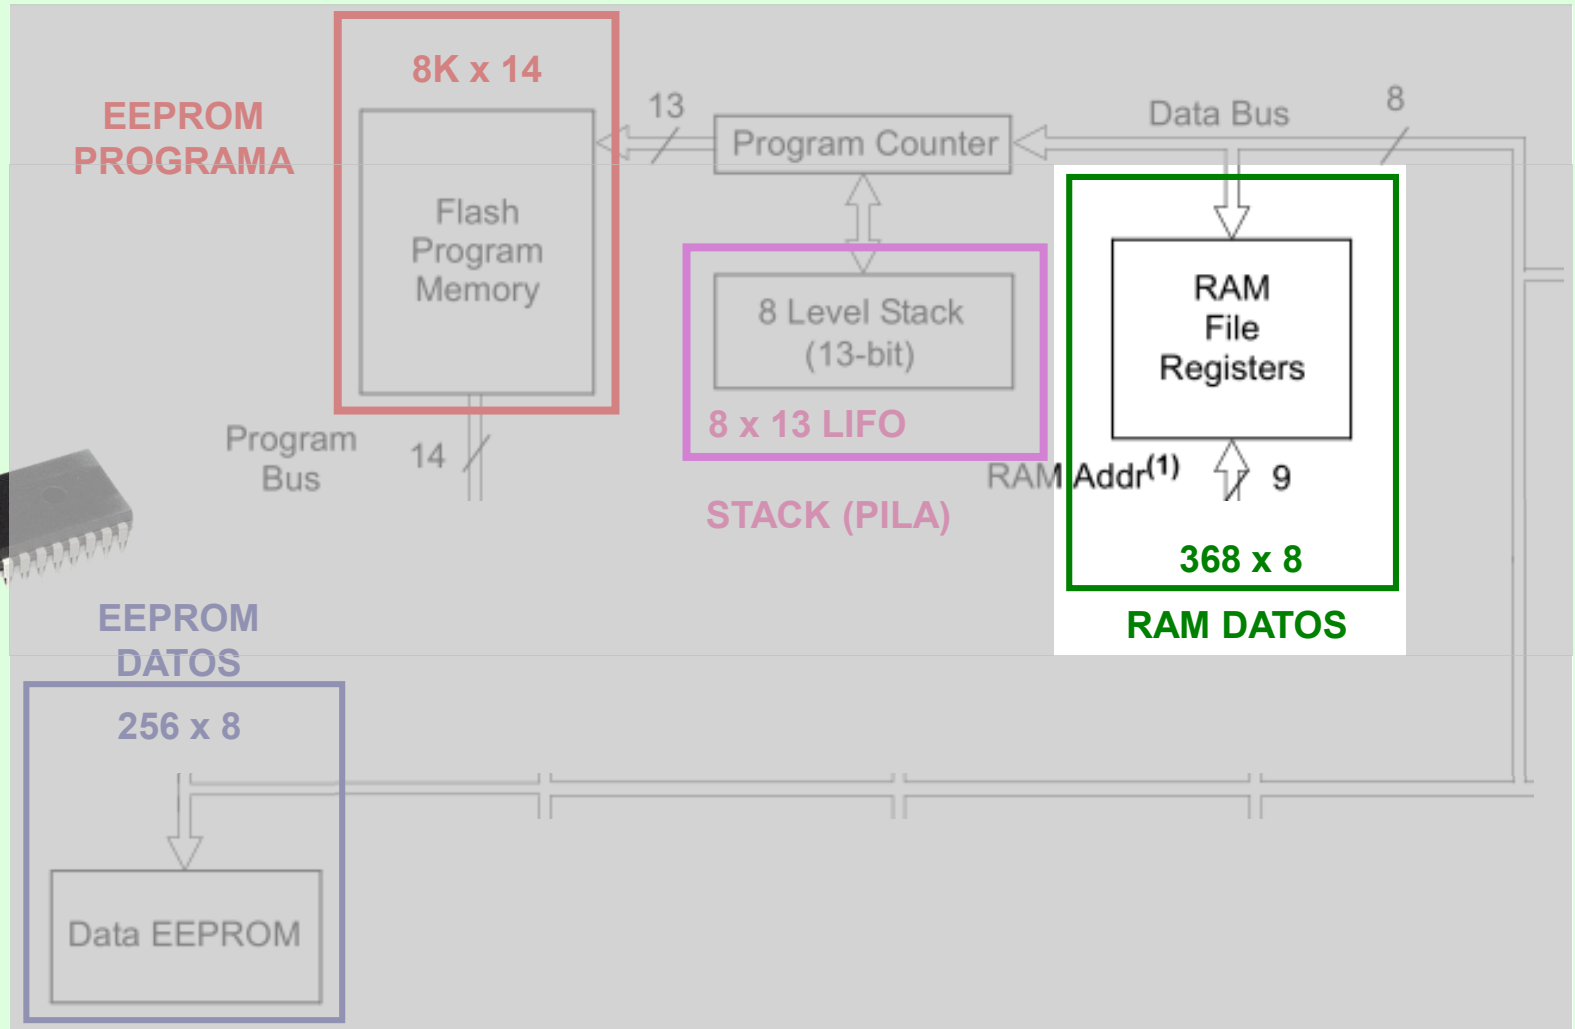 8K x 14
EEPROM
PROGRAMA
13
Program Counter
Data Bus
8
Flash
Program
Memory
8 Level Stack
(13-bit)
8 x 13 LIFO
STACK (PILA)
RAM
File
Registers
RAM Addr(1)
9
368 x 8
RAM DATOS
Program
Bus
14
EEPROM
DATOS
256 x 8
Data EEPROM